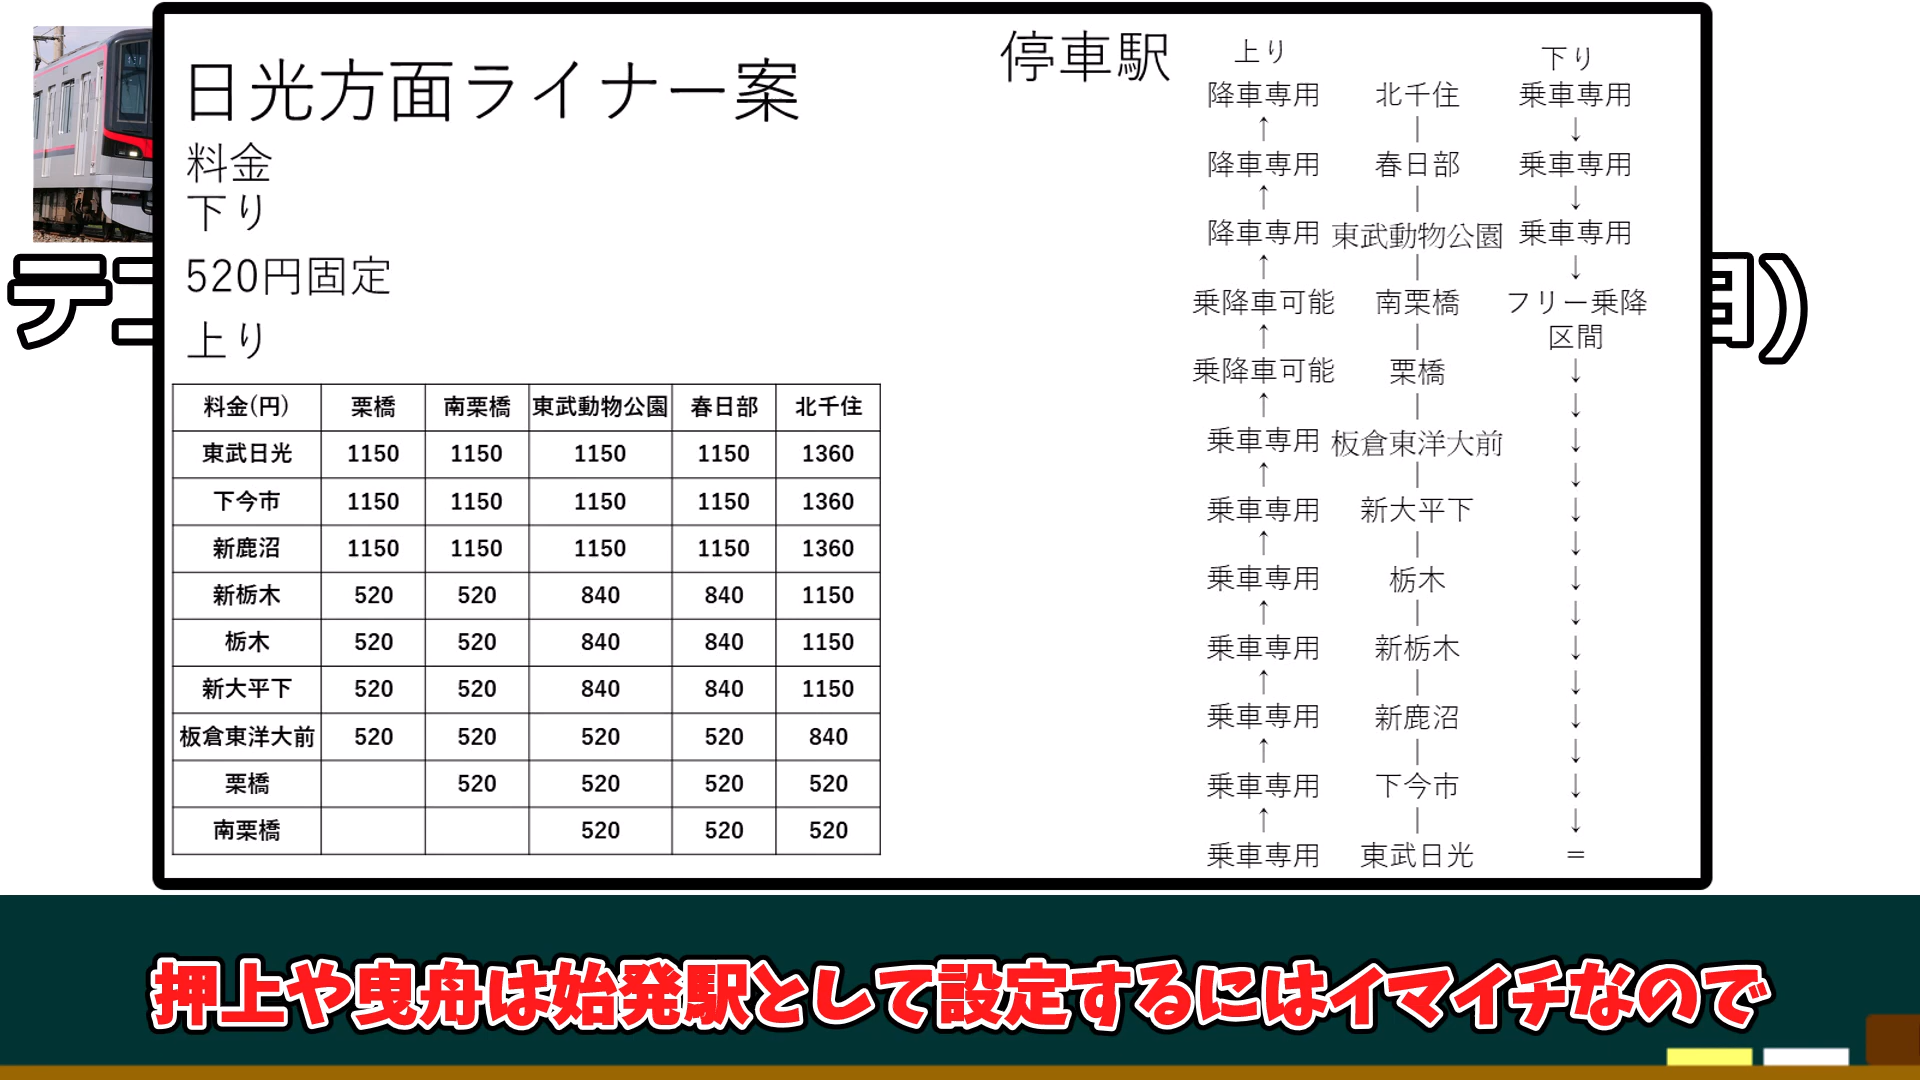 日光方面ライナー案
料金
下り
520円固定
上り
料金(円) 栗橋 南栗橋 東武動物公園 春日部 北千住
東武日光 1150 1150 1150 1150 1360
下今市 1150 1150 1150 1150 1360
新鹿沼 1150 1150 1150 1150 1360
新栃木 520 520 840 840 1150
栃木 520 520 840 840 1150
新大平下 520 520 840 840 1150
板倉東洋大前 520 520 520 520 840
栗橋 520 520 520 520
南栗橋 520 520 520
停車駅 上り 下り
降車専用 北千住 乗車専用
↑ | ↓
降車専用 春日部 乗車専用
↑ | ↓
降車専用 東武動物公園 乗車専用
↑ | ↓
乗降車可能 南栗橋 フリー乗降
↑ | 区間
乗降車可能 栗橋 ↓
↑ | ↓
乗車専用 板倉東洋大前 ↓
↑ | ↓
乗車専用 新大平下 ↓
↑ | ↓
乗車専用 栃木 ↓
↑ | ↓
乗車専用 新栃木 ↓
↑ | ↓
乗車専用 新鹿沼 ↓
↑ | ↓
乗車専用 下今市 ↓
↑ | ↓
乗車専用 東武日光 =
押上や曳舟は始発駅として設定するにはイマイチなので